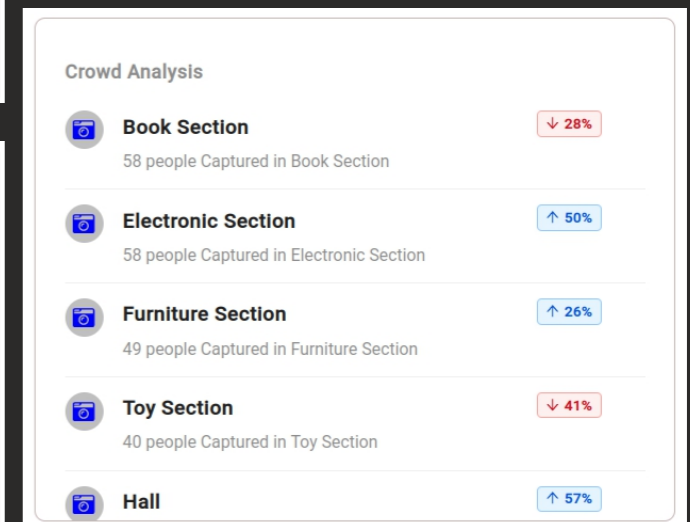 Crowd Analysis
Book Section
↓ 28%
58 people Captured in Book Section
Electronic Section
↑ 50%
58 people Captured in Electronic Section
Furniture Section
↑ 26%
49 people Captured in Furniture Section
Toy Section
↓ 41%
40 people Captured in Toy Section
Hall
↑ 57%